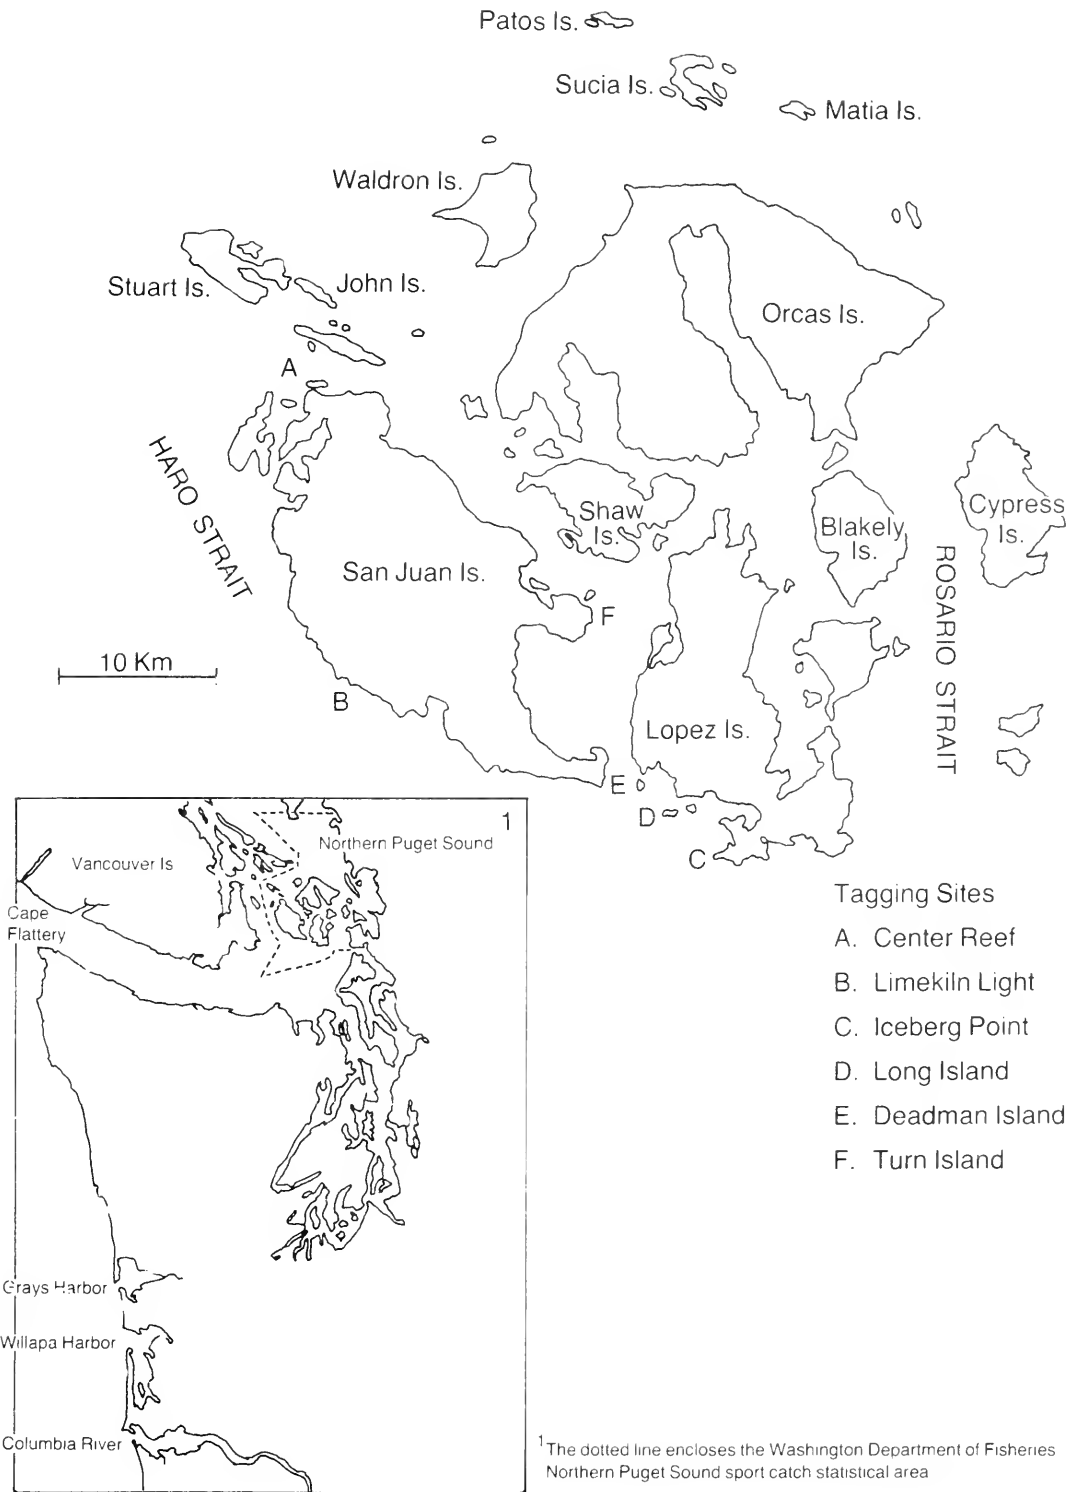 Patos Is.
Sucia Is.
Matia Is.
Waldron Is.
Stuart Is.
John Is.
Orcas Is.
A
HARO STRAIT
Shaw
Is.
Cypress
Is.
Blakely
Is.
San Juan Is.
ROSARIO STRAIT
F
10 Km
B
Lopez Is.
E
D
C
1
Northern Puget Sound
Vancouver Is
Cape
Flattery
Grays Harbor
Willapa Harbor
Columbia River
Tagging Sites
A. Center Reef
B. Limekiln Light
C. Iceberg Point
D. Long Island
E. Deadman Island
F. Turn Island
1 The dotted line encloses the Washington Department of Fisheries
Northern Puget Sound sport catch statistical area